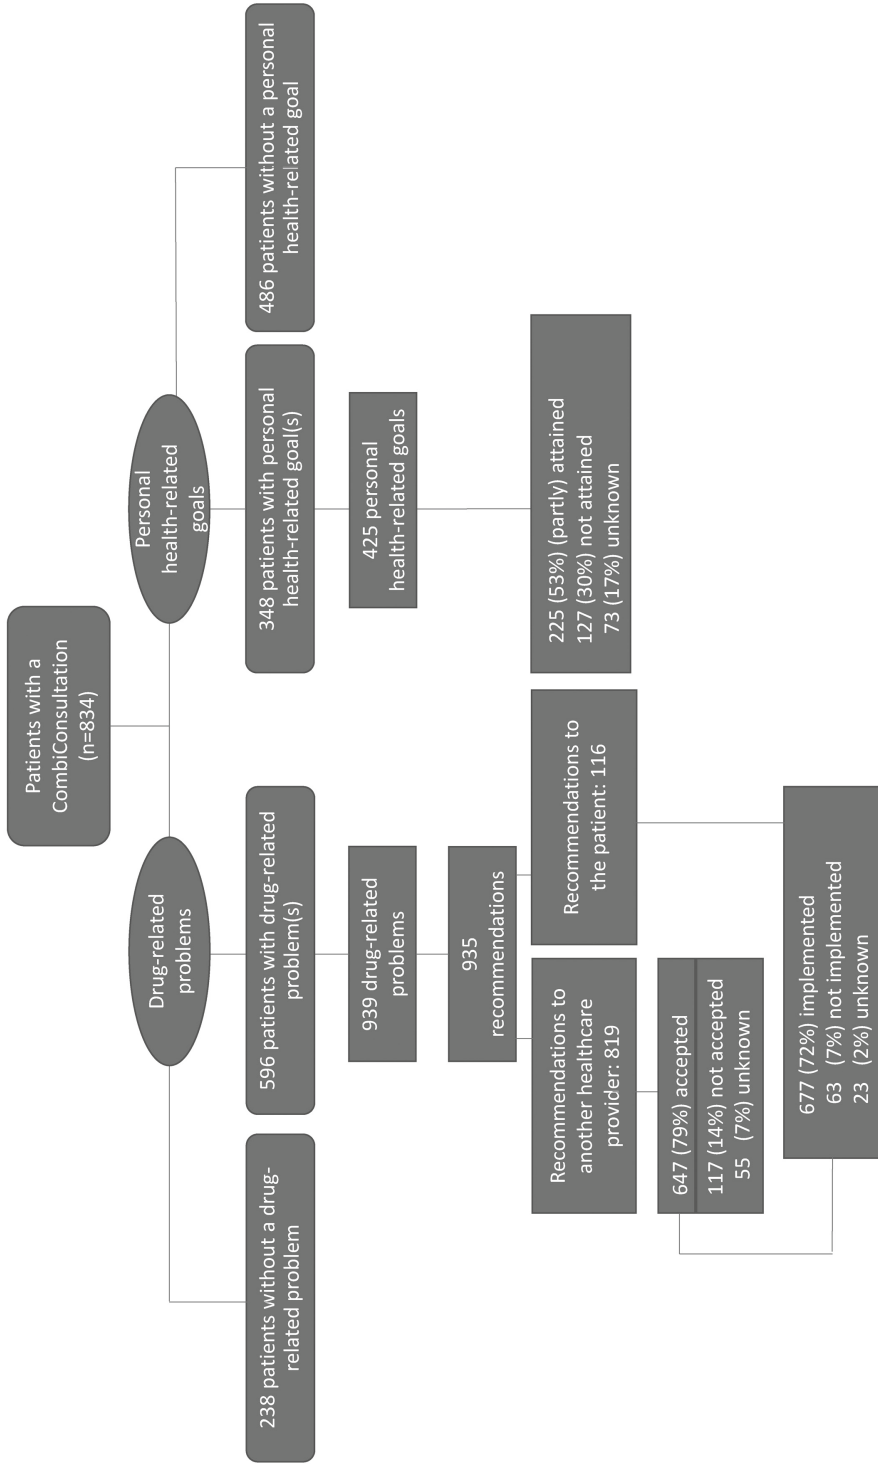 Patients with a
CombiConsultation
(n=834)
Drug-related
problems
Personal
health-related
goals
238 patients without a drug-
related problem
596 patients with drug-related
problem(s)
348 patients with personal
health-related goal(s)
486 patients without a personal
health-related goal
939 drug-related
problems
425 personal
health-related goals
935
recommendations
Recommendations to
another healthcare
provider: 819
Recommendations to
the patient: 116
225 (53%) (partly) attained
127 (30%) not attained
73 (17%) unknown
647 (79%) accepted
117 (14%) not accepted
55 (7%) unknown
677 (72%) implemented
63 (7%) not implemented
23 (2%) unknown